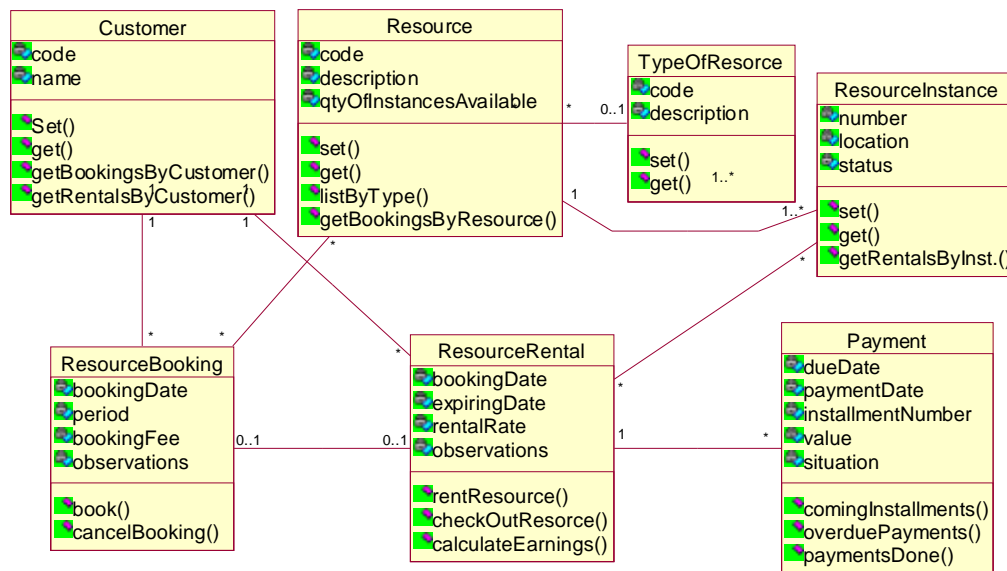 Customer
code
name
Set()
get()
getBookingsByCustomer()
getRentalsByCustomer()
1
1
1
1
Resource
code
description
qtyOfInstancesAvailable
set()
get()
listByType()
getBookingsByResource()
*
0..1
TypeOfResorce
code
description
set()
get()
1..*
ResourceInstance
number
location
status
set()
get()
getRentalsByInst.()
1
1..*
*
*
*
*
*
*
ResourceBooking
bookingDate
period
bookingFee
observations
book()
cancelBooking()
0..1
0..1
ResourceRental
bookingDate
expiringDate
rentalRate
observations
rentResource()
checkOutResorce()
calculateEarnings()
1
*
Payment
dueDate
paymentDate
installmentNumber
value
situation
comingInstallments()
overduePayments()
paymentsDone()